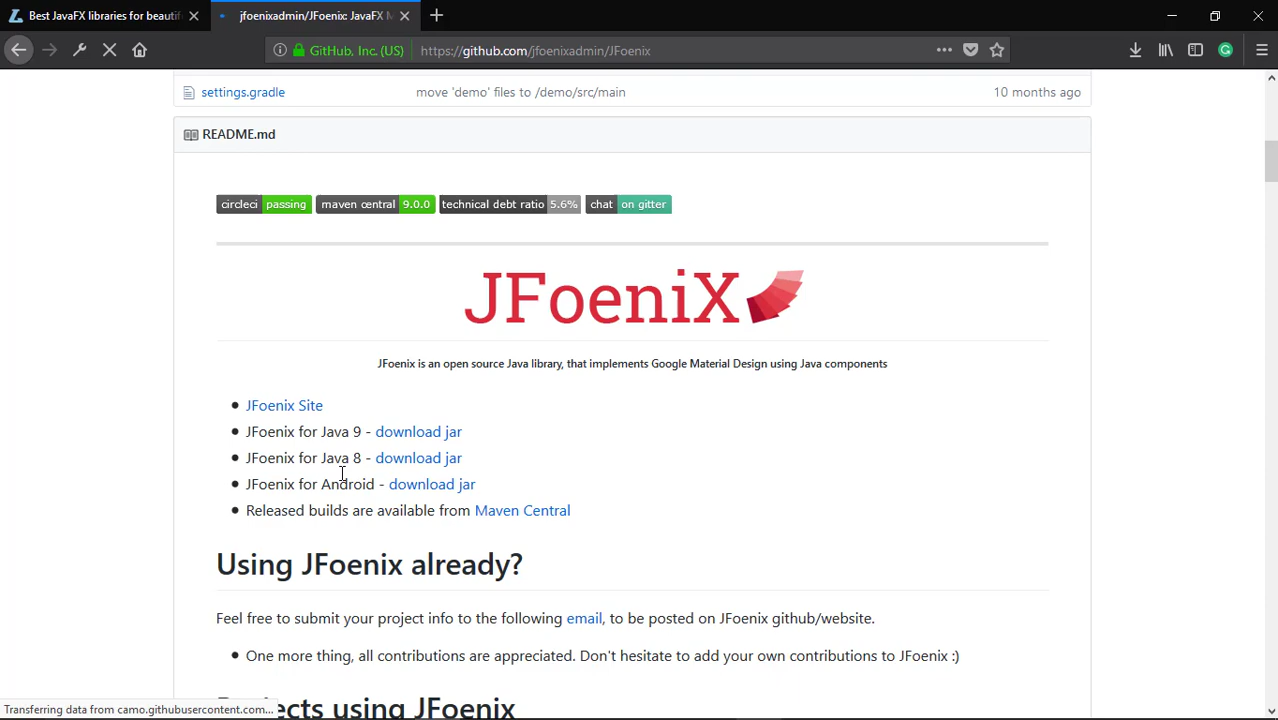 Best JavaFX libraries for beautif
jfoenixadmin/JFoenix: JavaFX M
GitHub, Inc. (US)
https://github.com/jfoenixadmin/JFoenix
settings.gradle move 'demo' files to /demo/src/main 10 months ago
README.md
circleci passing maven central 9.0.0 technical debt ratio 5.6% chat on gitter
JFoeniX
JFoenix is an open source Java library, that implements Google Material Design using Java components
JFoenix Site
JFoenix for Java 9 - download jar
JFoenix for Java 8 - download jar
JFoenix for Android - download jar
Released builds are available from Maven Central
Using JFoenix already?
Feel free to submit your project info to the following email, to be posted on JFoenix github/website.
One more thing, all contributions are appreciated. Don't hesitate to add your own contributions to JFoenix :)
ects using JFoenix
Transferring data from camo.githubusercontent.com...